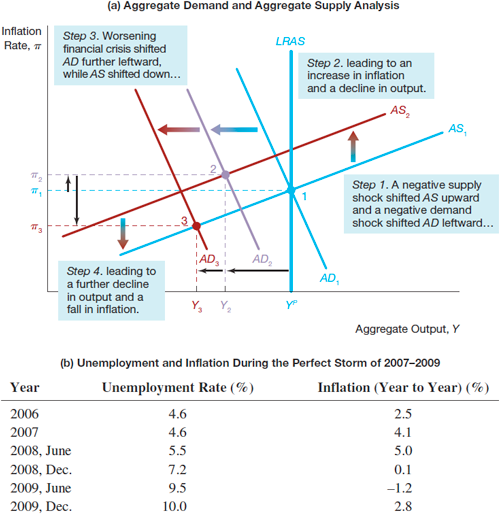 (a) Aggregate Demand and Aggregate Supply Analysis
Inflation
Rate, π
Step 3. Worsening
financial crisis shifted
AD further leftward,
while AS shifted down…
LRAS
Step 2. leading to an
increase in inflation
and a decline in output.
AS2
AS1
π2
π1
π3
2
1
3
Step 1. A negative supply
shock shifted AS upward
and a negative demand
shock shifted AD leftward…
Step 4. leading to
a further decline
in output and a
fall in inflation.
AD3
AD2
AD1
Y3
Y2
YP
Aggregate Output, Y
(b) Unemployment and Inflation During the Perfect Storm of 2007–2009
Year Unemployment Rate (%) Inflation (Year to Year) (%)
2006 4.6 2.5
2007 4.6 4.1
2008, June 5.5 5.0
2008, Dec. 7.2 0.1
2009, June 9.5 –1.2
2009, Dec. 10.0 2.8